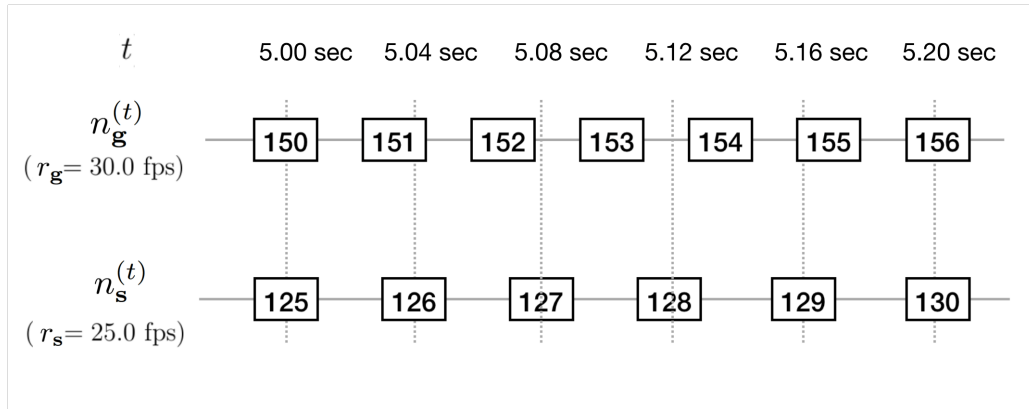 t 5.00 sec 5.04 sec 5.08 sec 5.12 sec 5.16 sec 5.20 sec
n_g^(t) 150 151 152 153 154 155 156
( r_g= 30.0 fps)
n_s^(t) 125 126 127 128 129 130
( r_s= 25.0 fps)